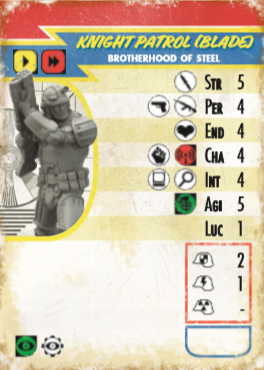 KNIGHT PATROL (BLADE)
BROTHERHOOD OF STEEL
STR 5
PER 4
END 4
CHA 4
INT 4
AGI 5
LUC 1
2
1
-